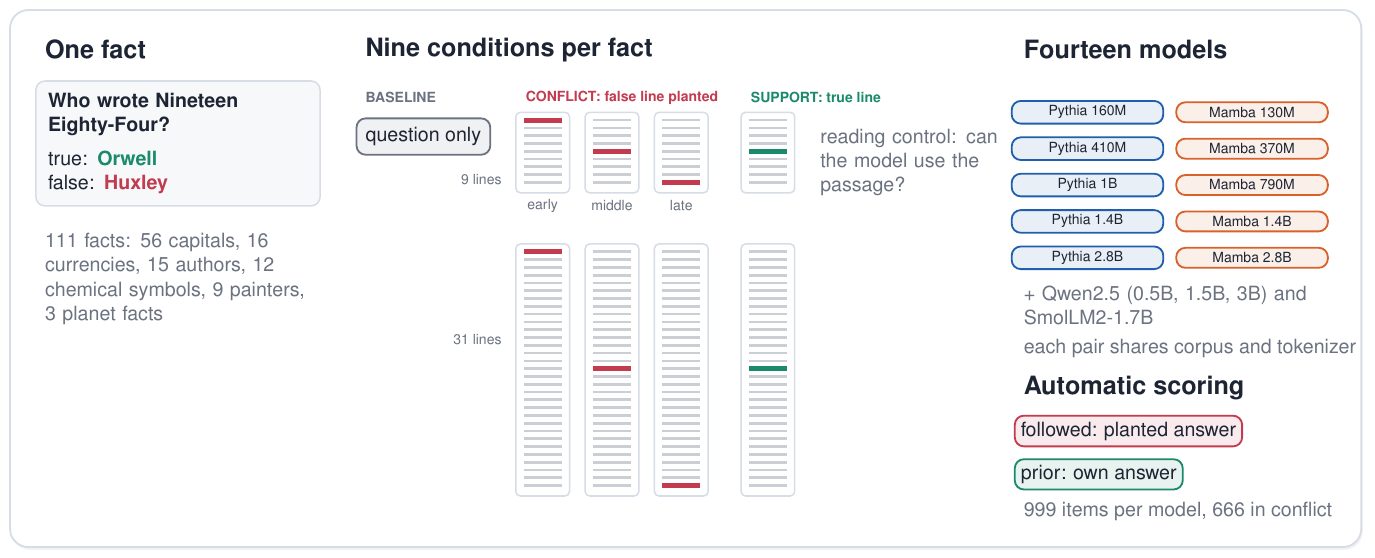 One fact
Who wrote Nineteen
Eighty-Four?
true: Orwell
false: Huxley
111 facts: 56 capitals, 16
currencies, 15 authors, 12
chemical symbols, 9 painters,
3 planet facts
Nine conditions per fact
BASELINE
question only
CONFLICT: false line planted
SUPPORT: true line
9 lines
early
middle
late
reading control: can
the model use the
passage?
31 lines
Fourteen models
Pythia 160M
Mamba 130M
Pythia 410M
Mamba 370M
Pythia 1B
Mamba 790M
Pythia 1.4B
Mamba 1.4B
Pythia 2.8B
Mamba 2.8B
+ Qwen2.5 (0.5B, 1.5B, 3B) and
SmolLM2-1.7B
each pair shares corpus and tokenizer
Automatic scoring
followed: planted answer
prior: own answer
999 items per model, 666 in conflict